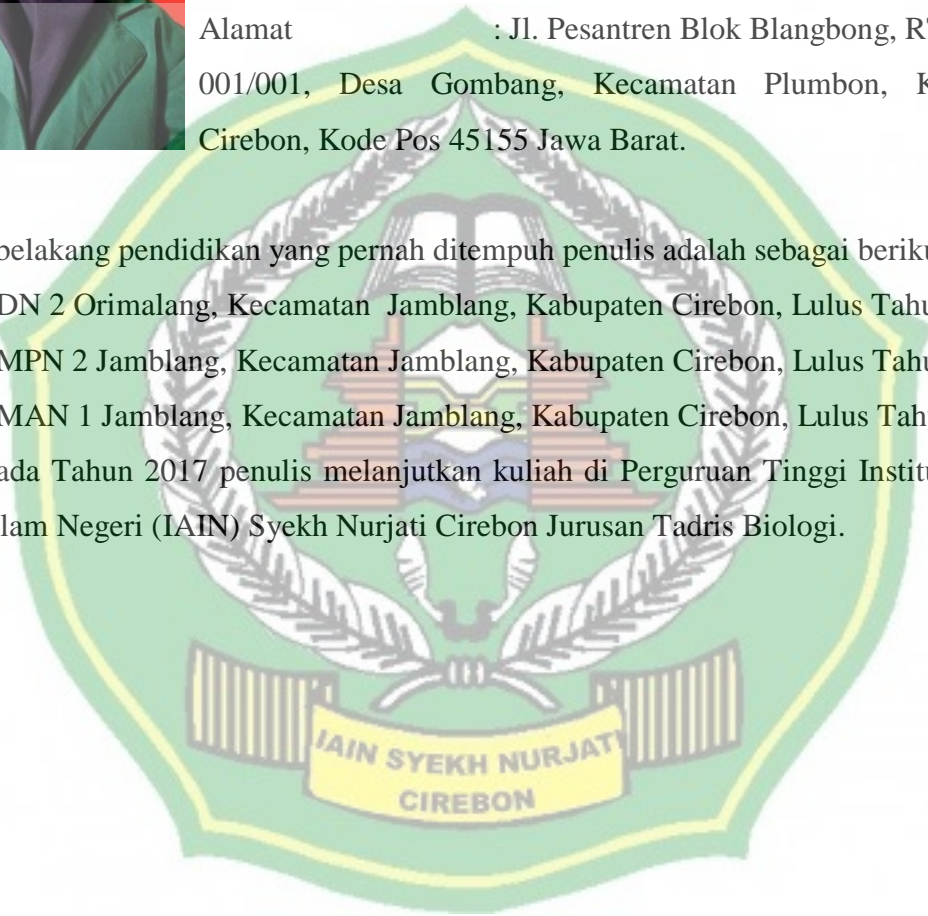 Alamat : Jl. Pesantren Blok Blangbong, R
001/001, Desa Gombang, Kecamatan Plumbon, K
Cirebon, Kode Pos 45155 Jawa Barat.
belakang pendidikan yang pernah ditempuh penulis adalah sebagai beriku
DN 2 Orimalang, Kecamatan Jamblang, Kabupaten Cirebon, Lulus Tahu
MPN 2 Jamblang, Kecamatan Jamblang, Kabupaten Cirebon, Lulus Tahu
MAN 1 Jamblang, Kecamatan Jamblang, Kabupaten Cirebon, Lulus Tahu
ada Tahun 2017 penulis melanjutkan kuliah di Perguruan Tinggi Institu
lam Negeri (IAIN) Syekh Nurjati Cirebon Jurusan Tadris Biologi.
IAIN SYEKH NURJATI
CIREBON